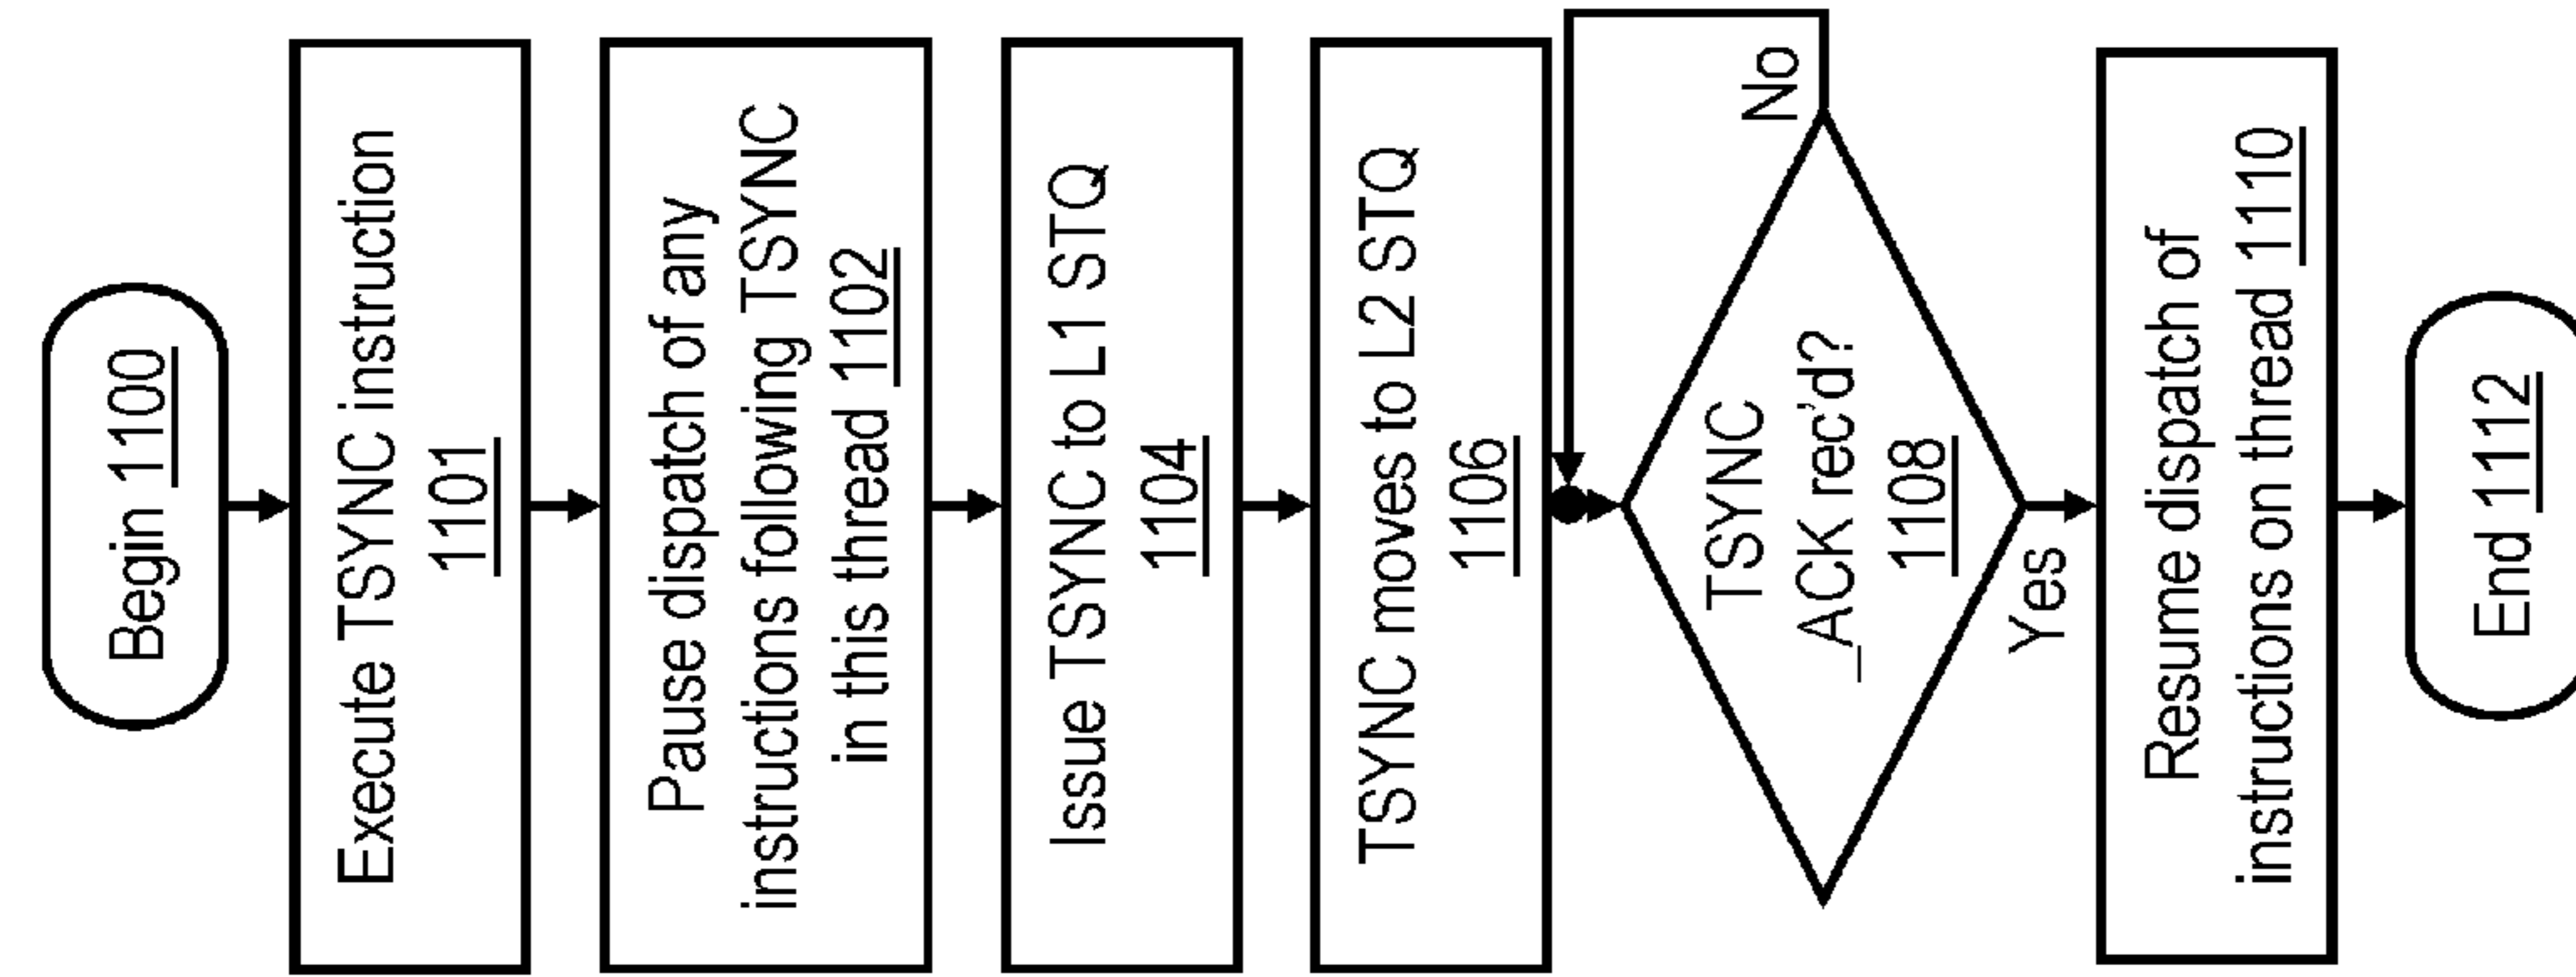 Begin 1100
Execute TSYNC instruction
1101
Pause dispatch of any
instructions following TSYNC
in this thread 1102
Issue TSYNC to L1 STQ
1104
TSYNC moves to L2 STQ
1106
TSYNC
_ACK rec'd?
1108
No
Yes
Resume dispatch of
instructions on thread 1110
End 1112